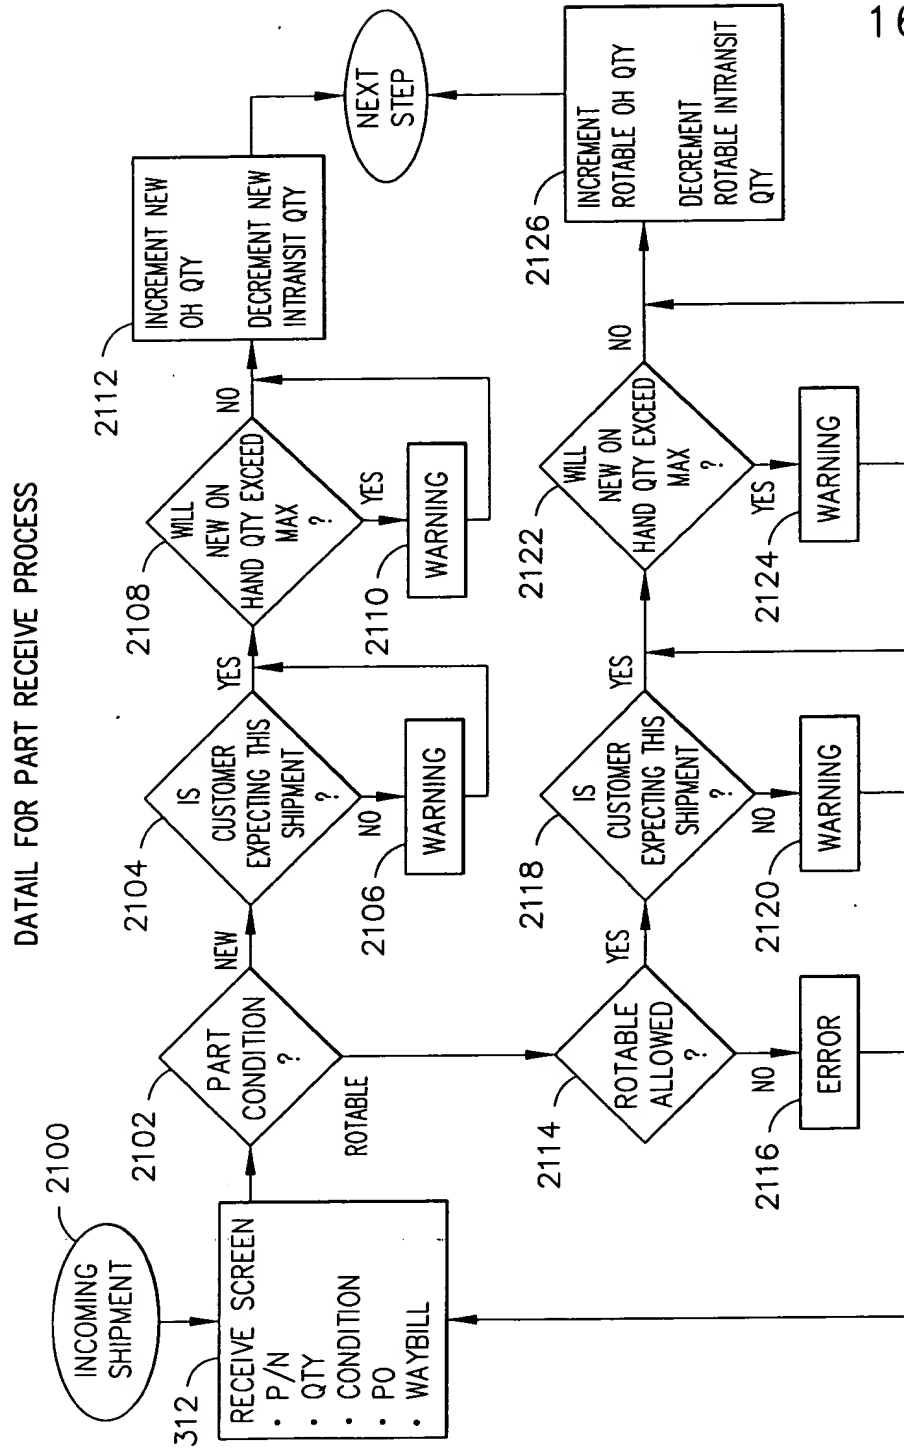 DATAIL FOR PART RECEIVE PROCESS
INCOMING
SHIPMENT
2100
312
RECEIVE SCREEN
• P/N
• QTY
• CONDITION
• PO
• WAYBILL
2102
PART
CONDITION
?
NEW
ROTABLE
2104
IS
CUSTOMER
EXPECTING THIS
SHIPMENT
?
YES
NO
2106
WARNING
2108
WILL
NEW ON
HAND QTY EXCEED
MAX
?
NO
YES
2110
WARNING
2112
INCREMENT NEW
OH QTY
DECREMENT NEW
INTRANSIT QTY
NEXT
STEP
2114
ROTABLE
ALLOWED
?
YES
NO
2116
ERROR
2118
IS
CUSTOMER
EXPECTING THIS
SHIPMENT
?
YES
NO
2120
WARNING
2122
WILL
NEW ON
HAND QTY EXCEED
MAX
?
NO
YES
2124
WARNING
2126
INCREMENT
ROTABLE OH QTY
DECREMENT
ROTABLE INTRANSIT
QTY